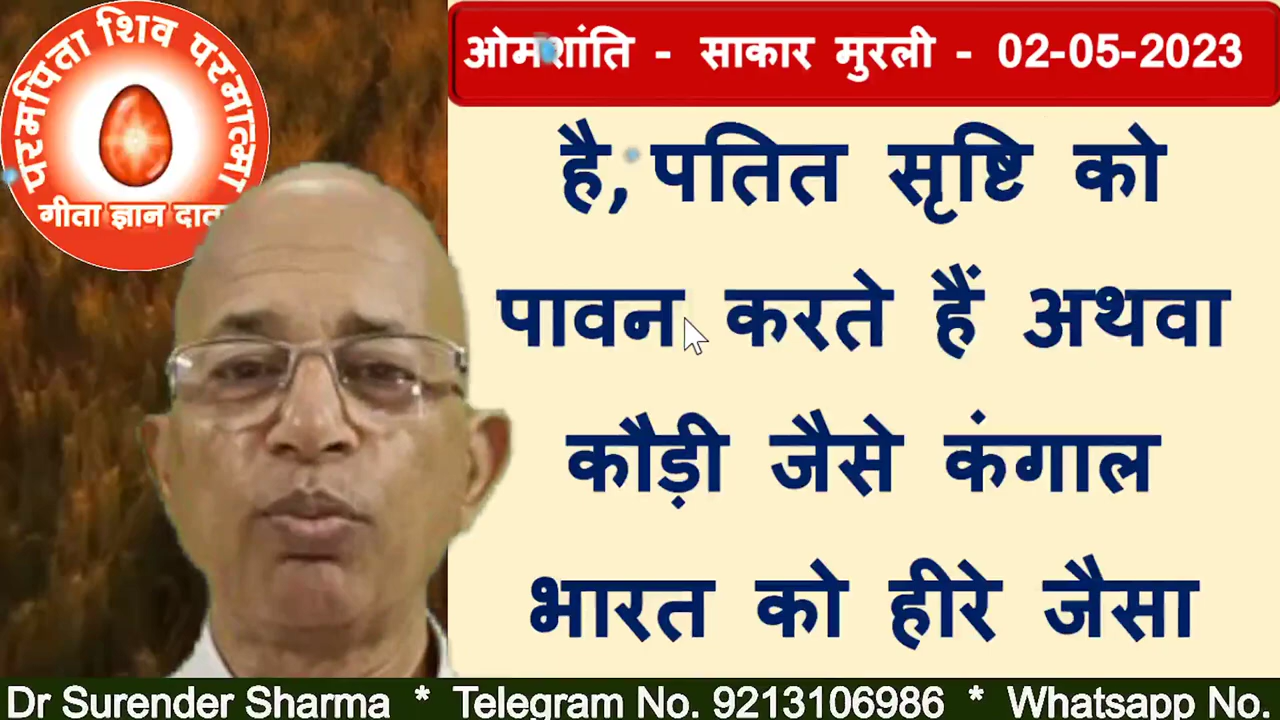 परमपिता शिव परमात्मा
गीता ज्ञान
ओमशांति - साकार मुरली - 02-05-2023
है, पतित सृष्टि को
पावन करते हैं अथवा
कौड़ी जैसे कंगाल
भारत को हीरे जैसा
Dr Surender Sharma * Telegram No. 9213106986 * Whatsapp No.